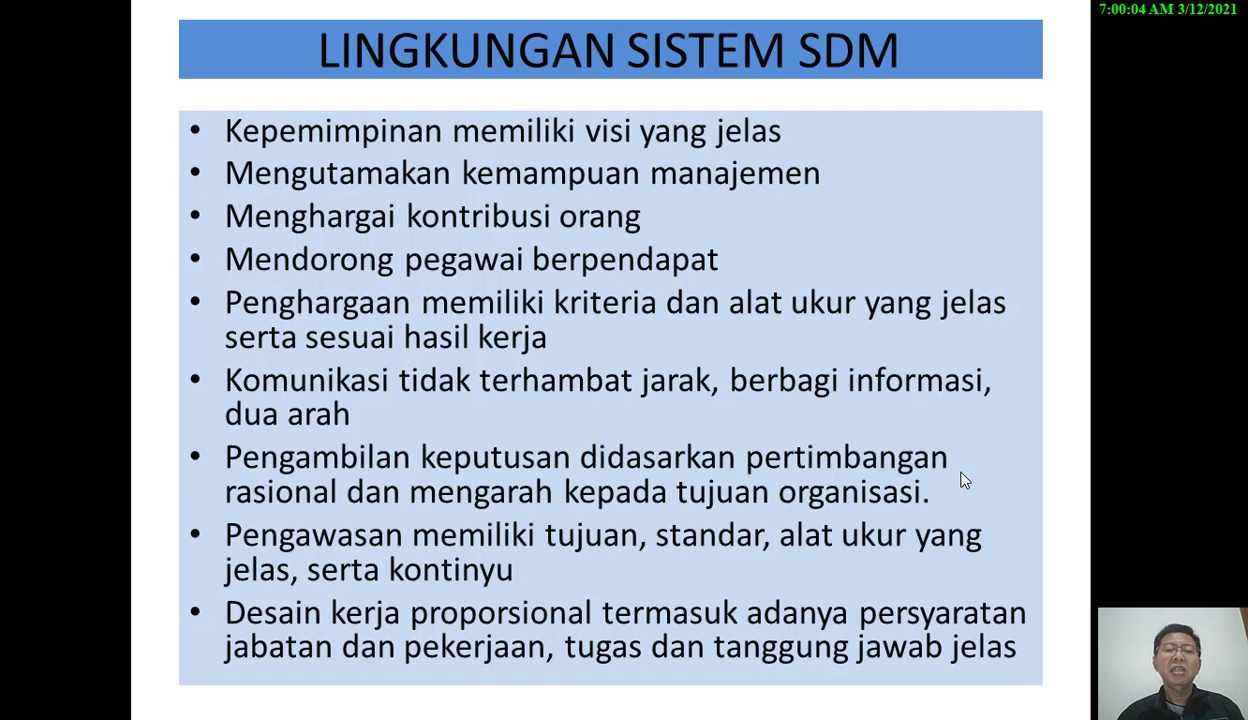 7:00:04 AM 3/12/2021
LINGKUNGAN SISTEM SDM
• Kepemimpinan memiliki visi yang jelas
• Mengutamakan kemampuan manajemen
• Menghargai kontribusi orang
• Mendorong pegawai berpendapat
• Penghargaan memiliki kriteria dan alat ukur yang jelas
serta sesuai hasil kerja
• Komunikasi tidak terhambat jarak, berbagi informasi,
dua arah
• Pengambilan keputusan didasarkan pertimbangan
rasional dan mengarah kepada tujuan organisasi.
• Pengawasan memiliki tujuan, standar, alat ukur yang
jelas, serta kontinyu
• Desain kerja proporsional termasuk adanya persyaratan
jabatan dan pekerjaan, tugas dan tanggung jawab jelas